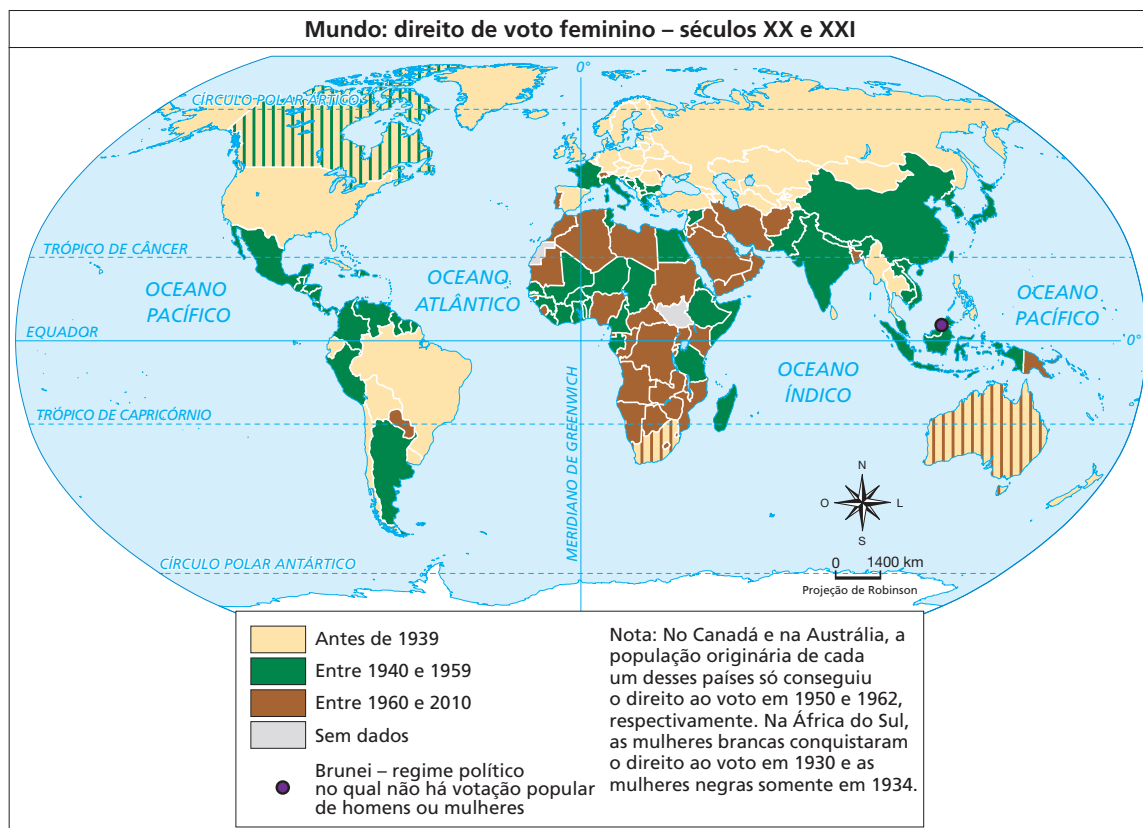 Mundo: direito de voto feminino – séculos XX e XXI
0°
CÍRCULO POLAR ÁRTICO
TRÓPICO DE CÂNCER
OCEANO
PACÍFICO
OCEANO
ATLÂNTICO
OCEANO
PACÍFICO
EQUADOR
0°
OCEANO
ÍNDICO
TRÓPICO DE CAPRICÓRNIO
MERIDIANO DE GREENWICH
N
O
L
S
CÍRCULO POLAR ANTÁRTICO
0 1400 km
Projeção de Robinson
Antes de 1939
Entre 1940 e 1959
Entre 1960 e 2010
Sem dados
Brunei – regime político
no qual não há votação popular
de homens ou mulheres
Nota: No Canadá e na Austrália, a
população originária de cada
um desses países só conseguiu
o direito ao voto em 1950 e 1962,
respectivamente. Na África do Sul,
as mulheres brancas conquistaram
o direito ao voto em 1930 e as
mulheres negras somente em 1934.